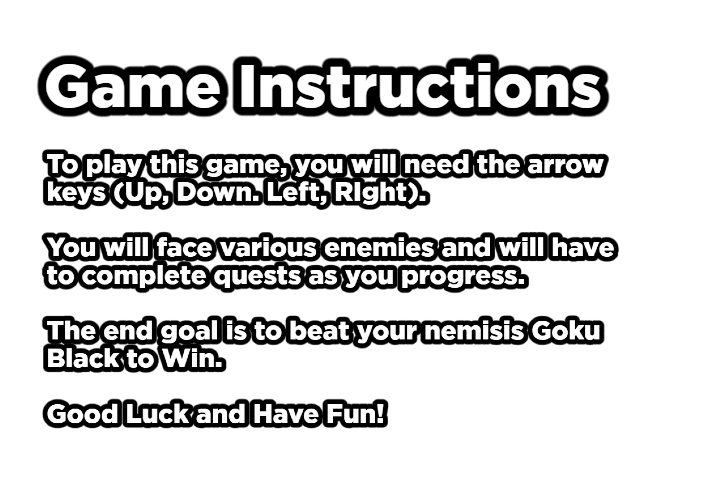 Game Instructions
To play this game, you will need the arrow
keys (Up, Down. Left, RIght).
You will face various enemies and will have
to complete quests as you progress.
The end goal is to beat your nemisis Goku
Black to Win.
Good Luck and Have Fun!